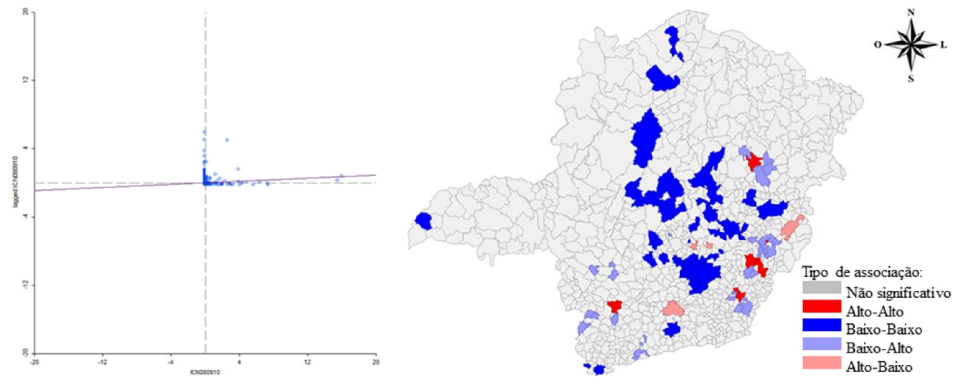 20
12
4
-4
-12
-20
lagged ICN000910
-20
-12
-4
4
12
20
ICN000910
N
O
L
S
Tipo de associação:
Não significativo
Alto-Alto
Baixo-Baixo
Baixo-Alto
Alto-Baixo